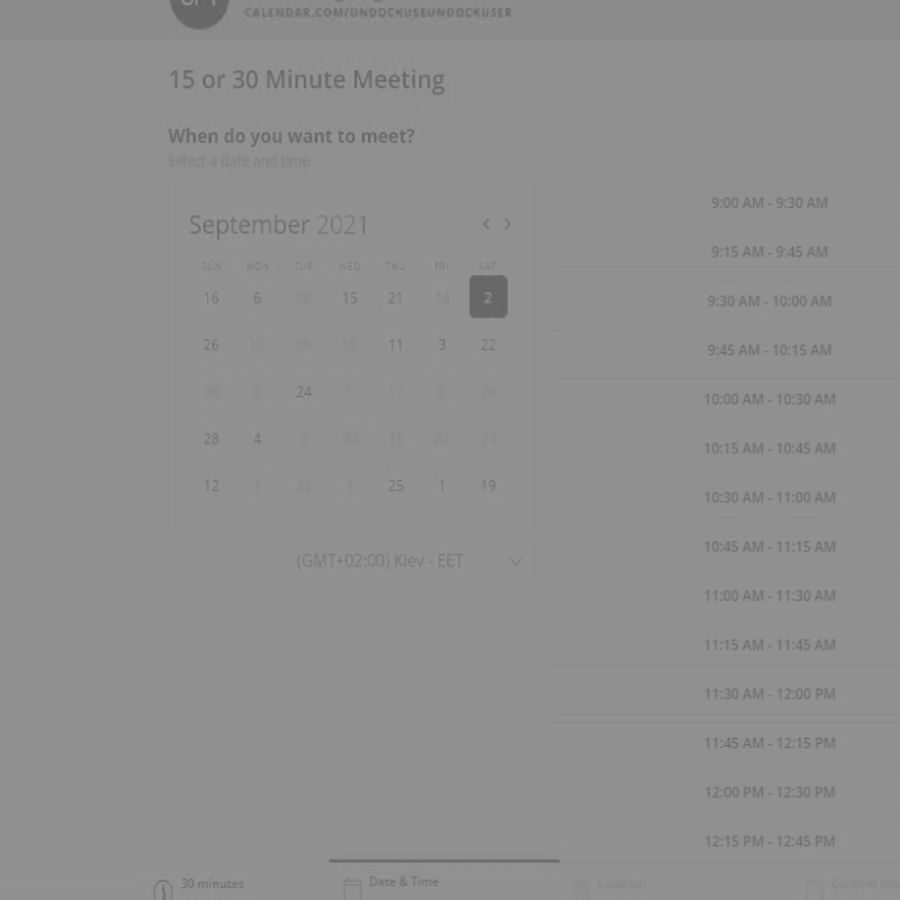 CALENDAR.COM/UNDOCKUSEUNDOCKUSER
15 or 30 Minute Meeting
When do you want to meet?
Select a date and time
September 2021
SUN MON TUE WED THU FRI SAT
16 6 26 15 21 14 2
26 10 26 19 11 3 22
30 6 24 5 17 6 29
28 4 9 30 15 24 23
12 1 22 1 25 1 19
(GMT+02:00) Kiev - EET
9:00 AM - 9:30 AM
9:15 AM - 9:45 AM
9:30 AM - 10:00 AM
9:45 AM - 10:15 AM
10:00 AM - 10:30 AM
10:15 AM - 10:45 AM
10:30 AM - 11:00 AM
10:45 AM - 11:15 AM
11:00 AM - 11:30 AM
11:15 AM - 11:45 AM
11:30 AM - 12:00 PM
11:45 AM - 12:15 PM
12:00 PM - 12:30 PM
12:15 PM - 12:45 PM
30 minutes
Date & Time
Location
Confirm Info